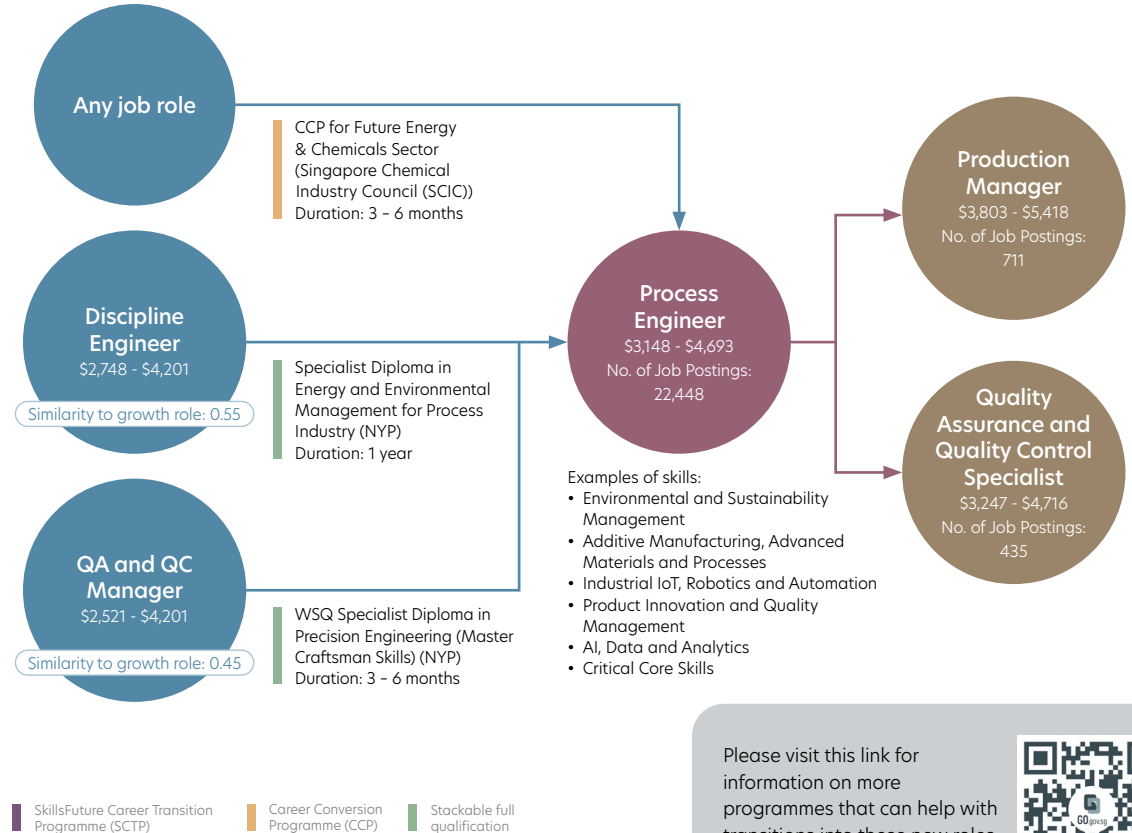 Any job role
CCP for Future Energy
& Chemicals Sector
(Singapore Chemical
Industry Council (SCIC))
Duration: 3 – 6 months
Discipline
Engineer
$2,748 - $4,201
Similarity to growth role: 0.55
Specialist Diploma in
Energy and Environmental
Management for Process
Industry (NYP)
Duration: 1 year
QA and QC
Manager
$2,521 - $4,201
Similarity to growth role: 0.45
WSQ Specialist Diploma in
Precision Engineering (Master
Craftsman Skills) (NYP)
Duration: 3 – 6 months
Process
Engineer
$3,148 - $4,693
No. of Job Postings:
22,448
Examples of skills:
• Environmental and Sustainability
Management
• Additive Manufacturing, Advanced
Materials and Processes
• Industrial IoT, Robotics and Automation
• Product Innovation and Quality
Management
• AI, Data and Analytics
• Critical Core Skills
Production
Manager
$3,803 - $5,418
No. of Job Postings:
711
Quality
Assurance and
Quality Control
Specialist
$3,247 - $4,716
No. of Job Postings:
435
SkillsFuture Career Transition
Programme (SCTP)
Career Conversion
Programme (CCP)
Stackable full
qualification
Please visit this link for
information on more
programmes that can help with
transitions into these new roles
GO.gov.sg